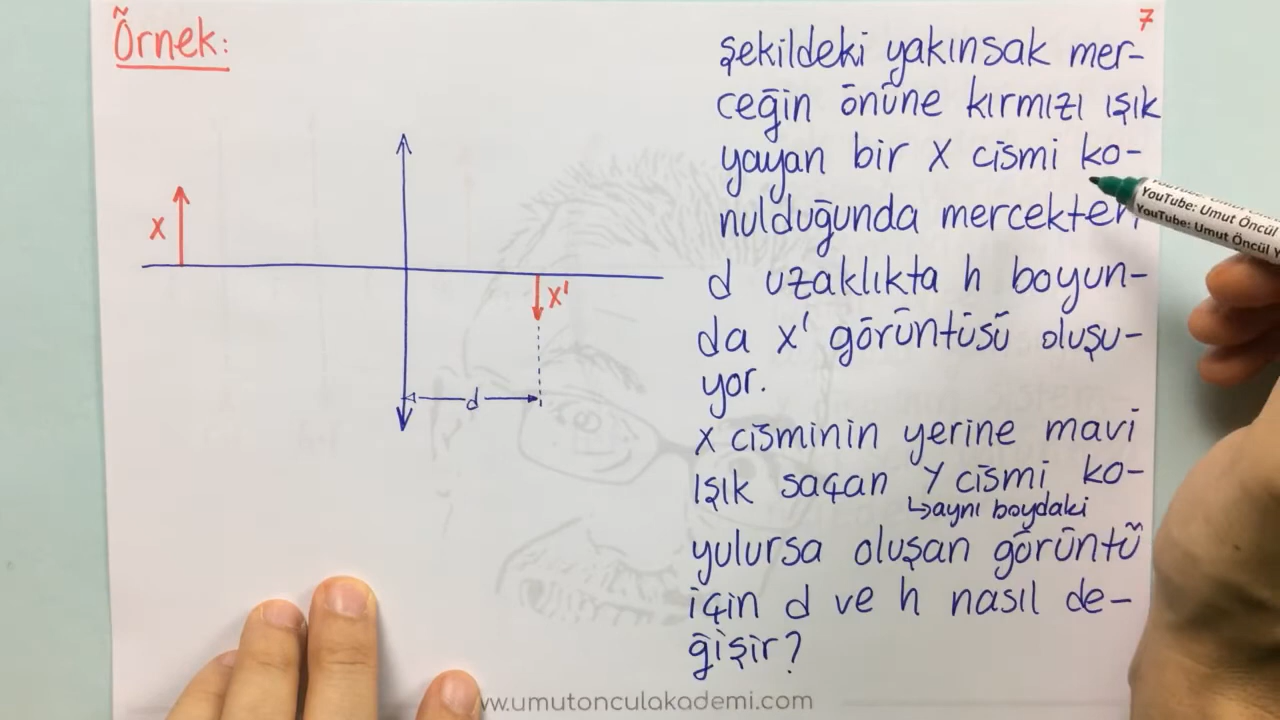 Örnek:
7
X
X'
d
şekildeki yakınsak mer-
ceğin önüne kırmızı ışık
yayan bir X cismi ko-
nulduğunda mercekten
d uzaklıkta h boyun-
da x' görüntüsü oluşu-
yor.
X cisminin yerine mavi
ışık saçan Y cismi ko-
↳aynı boydaki
yulursa oluşan görüntü
için d ve h nasıl de-
ğişir?
YouTube: Umut Öncül
YouTube: Umut Öncül Y
www.umutonculakademi.com